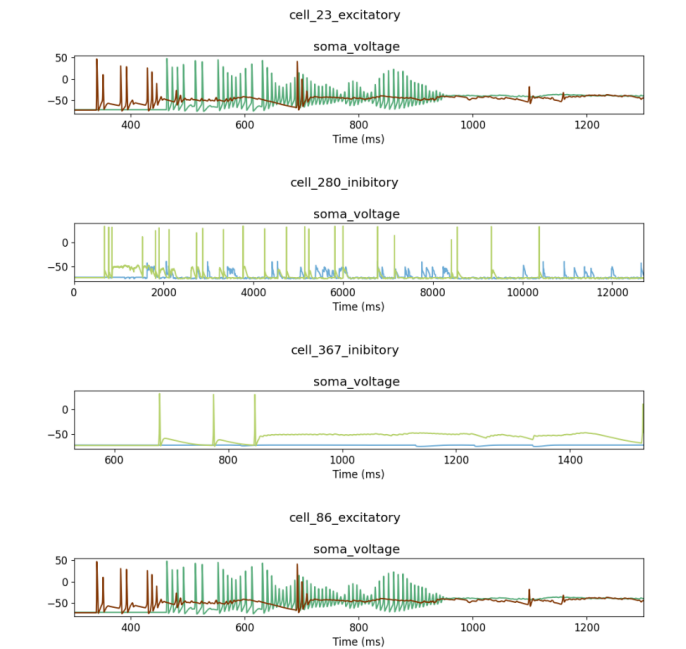 cell_23_excitatory
soma_voltage
50
0
−50
400 600 800 1000 1200
Time (ms)
cell_280_inibitory
soma_voltage
0
−50
0 2000 4000 6000 8000 10000 12000
Time (ms)
cell_367_inibitory
soma_voltage
0
−50
600 800 1000 1200 1400
Time (ms)
cell_86_excitatory
soma_voltage
50
0
−50
400 600 800 1000 1200
Time (ms)